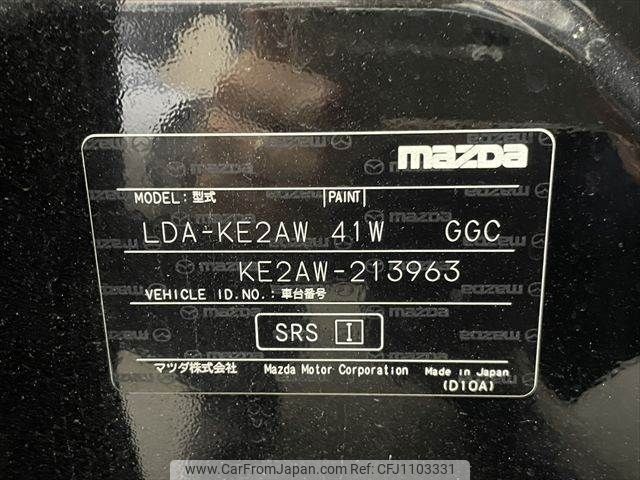 mazda
MODEL:型式 PAINT
LDA-KE2AW 41W GGC
KE2AW-213963
VEHICLE ID.NO.:車台番号
SRS I
マツダ株式会社 Mazda Motor Corporation Made in Japan
(D10A)
www.CarFromJapan.com Ref No. CFJ1103331